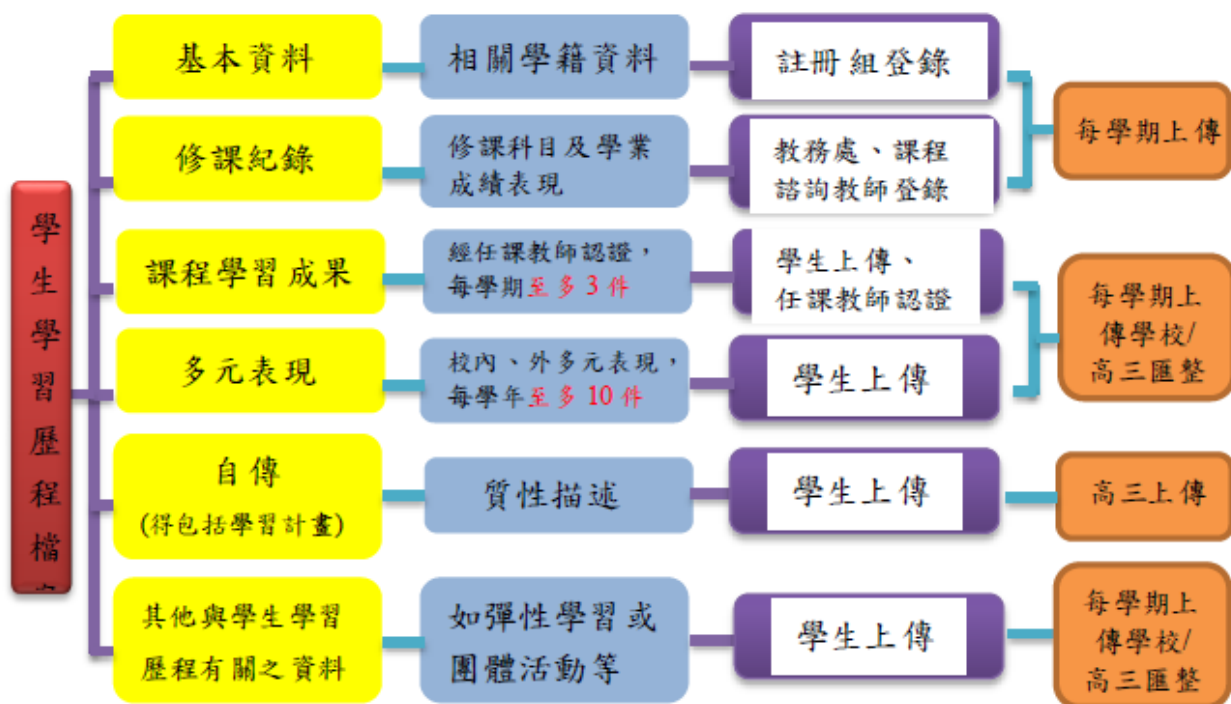 學生學習歷程檔
基本資料
相關學籍資料
註冊組登錄
每學期上傳
修課紀錄
修課科目及學業
成績表現
教務處、課程
諮詢教師登錄
課程學習成果
經任課教師認證，
每學期至多 3 件
學生上傳、
任課教師認證
每學期上
傳學校/
高三匯整
多元表現
校內、外多元表現，
每學年至多 10 件
學生上傳
自傳
(得包括學習計畫)
質性描述
學生上傳
高三上傳
其他與學生學習
歷程有關之資料
如彈性學習或
團體活動等
學生上傳
每學期上
傳學校/
高三匯整